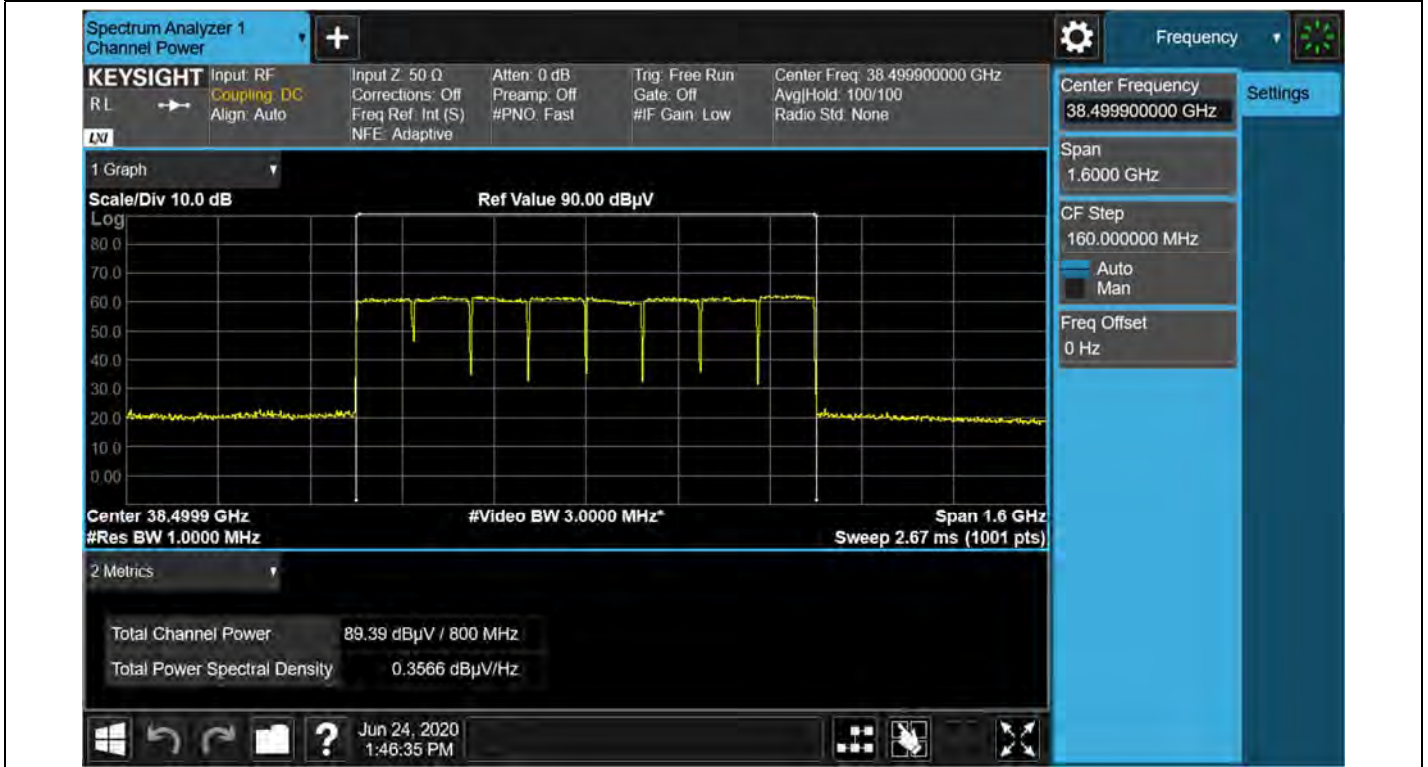 Spectrum Analyzer 1
Channel Power
Frequency
KEYSIGHT
R L
LXI
Input: RF
Coupling: DC
Align: Auto
Input Z: 50 Ω
Corrections: Off
Freq Ref: Int (S)
NFE: Adaptive
Atten: 0 dB
Preamp: Off
#PNO: Fast
Trig: Free Run
Gate: Off
#IF Gain: Low
Center Freq: 38.499900000 GHz
Avg|Hold: 100/100
Radio Std: None
Center Frequency
38.499900000 GHz
Settings
Span
1.6000 GHz
CF Step
160.000000 MHz
Auto
Man
Freq Offset
0 Hz
1 Graph
Scale/Div 10.0 dB
Ref Value 90.00 dBµV
Log
80.0
70.0
60.0
50.0
40.0
30.0
20.0
10.0
0.00
Center 38.4999 GHz
#Video BW 3.0000 MHz*
Span 1.6 GHz
#Res BW 1.0000 MHz
Sweep 2.67 ms (1001 pts)
2 Metrics
Total Channel Power 89.39 dBµV / 800 MHz
Total Power Spectral Density 0.3566 dBµV/Hz
?
Jun 24, 2020
1:46:35 PM